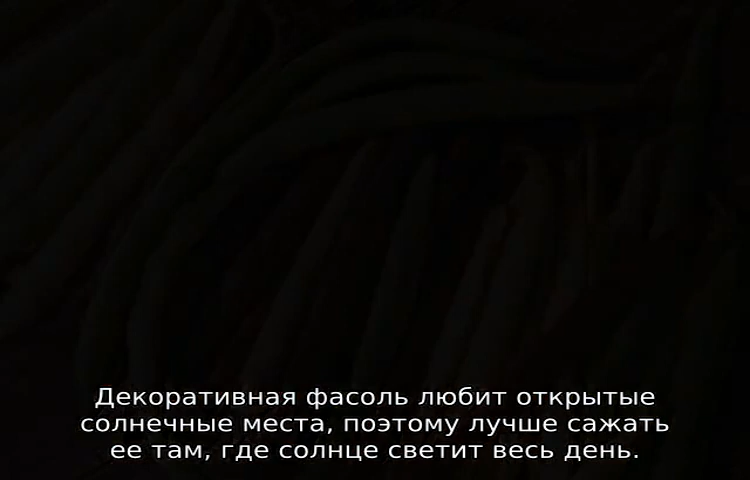 Декоративная фасоль любит открытые
солнечные места, поэтому лучше сажать
ее там, где солнце светит весь день.